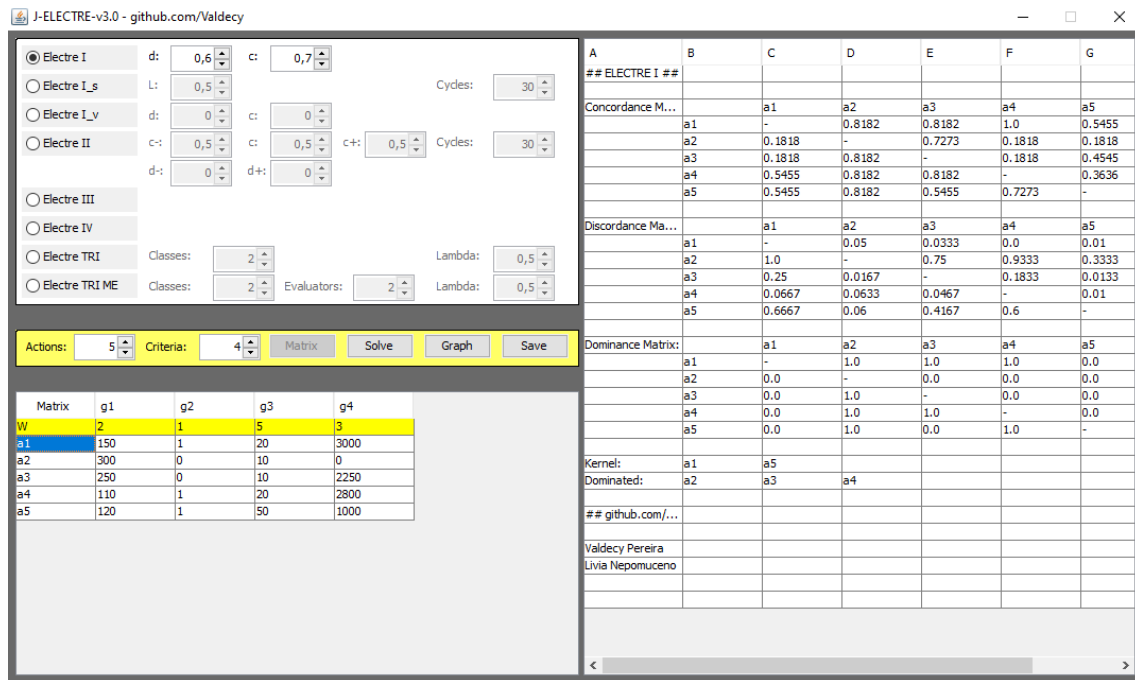 J-ELECTRE-v3.0 - github.com/Valdecy
Electre I d: 0,6 c: 0,7
Electre I_s L: 0,5 Cycles: 30
Electre I_v d: 0 c: 0
Electre II c-: 0,5 c: 0,5 c+: 0,5 Cycles: 30
d-: 0 d+: 0
Electre III
Electre IV
Electre TRI Classes: 2 Lambda: 0,5
Electre TRI ME Classes: 2 Evaluators: 2 Lambda: 0,5
Actions: 5 Criteria: 4 Matrix Solve Graph Save
Matrix g1 g2 g3 g4
W 2 1 5 3
a1 150 1 20 3000
a2 300 0 10 0
a3 250 0 10 2250
a4 110 1 20 2800
a5 120 1 50 1000
A B C D E F G
## ELECTRE I ##
Concordance M... a1 a2 a3 a4 a5
a1 - 0.8182 0.8182 1.0 0.5455
a2 0.1818 - 0.7273 0.1818 0.1818
a3 0.1818 0.8182 - 0.1818 0.4545
a4 0.5455 0.8182 0.8182 - 0.3636
a5 0.5455 0.8182 0.5455 0.7273 -
Discordance Ma... a1 a2 a3 a4 a5
a1 - 0.05 0.0333 0.0 0.01
a2 1.0 - 0.75 0.9333 0.3333
a3 0.25 0.0167 - 0.1833 0.0133
a4 0.0667 0.0633 0.0467 - 0.01
a5 0.6667 0.06 0.4167 0.6 -
Dominance Matrix: a1 a2 a3 a4 a5
a1 - 1.0 1.0 1.0 0.0
a2 0.0 - 0.0 0.0 0.0
a3 0.0 1.0 - 0.0 0.0
a4 0.0 1.0 1.0 - 0.0
a5 0.0 1.0 0.0 1.0 -
Kernel: a1 a5
Dominated: a2 a3 a4
## github.com/...
Valdecy Pereira
Livia Nepomuceno